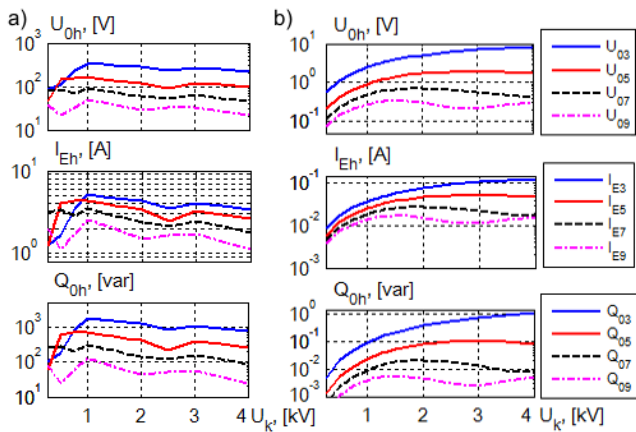 a)
U0h, [V]
10^3
10^2
10^1
IEh, [A]
10^1
10^0
Q0h, [var]
10^3
10^2
10^1
1 2 3 4
Uk, [kV]
b)
U0h, [V]
10^1
10^0
10^-1
U03
U05
U07
U09
IEh, [A]
10^-1
10^-2
10^-3
IE3
IE5
IE7
IE9
Q0h, [var]
10^0
10^-1
10^-2
10^-3
Q03
Q05
Q07
Q09
1 2 3 4
Uk, [kV]